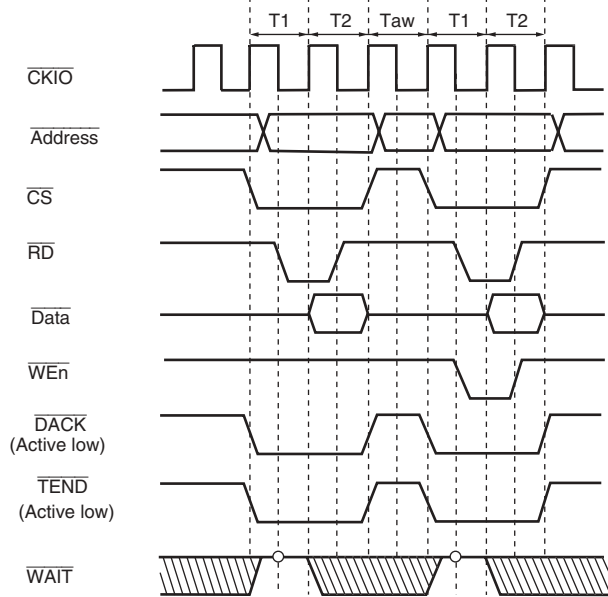 T1 T2 Taw T1 T2
CKIO
Address
CS
RD
Data
WEn
DACK
(Active low)
TEND
(Active low)
WAIT